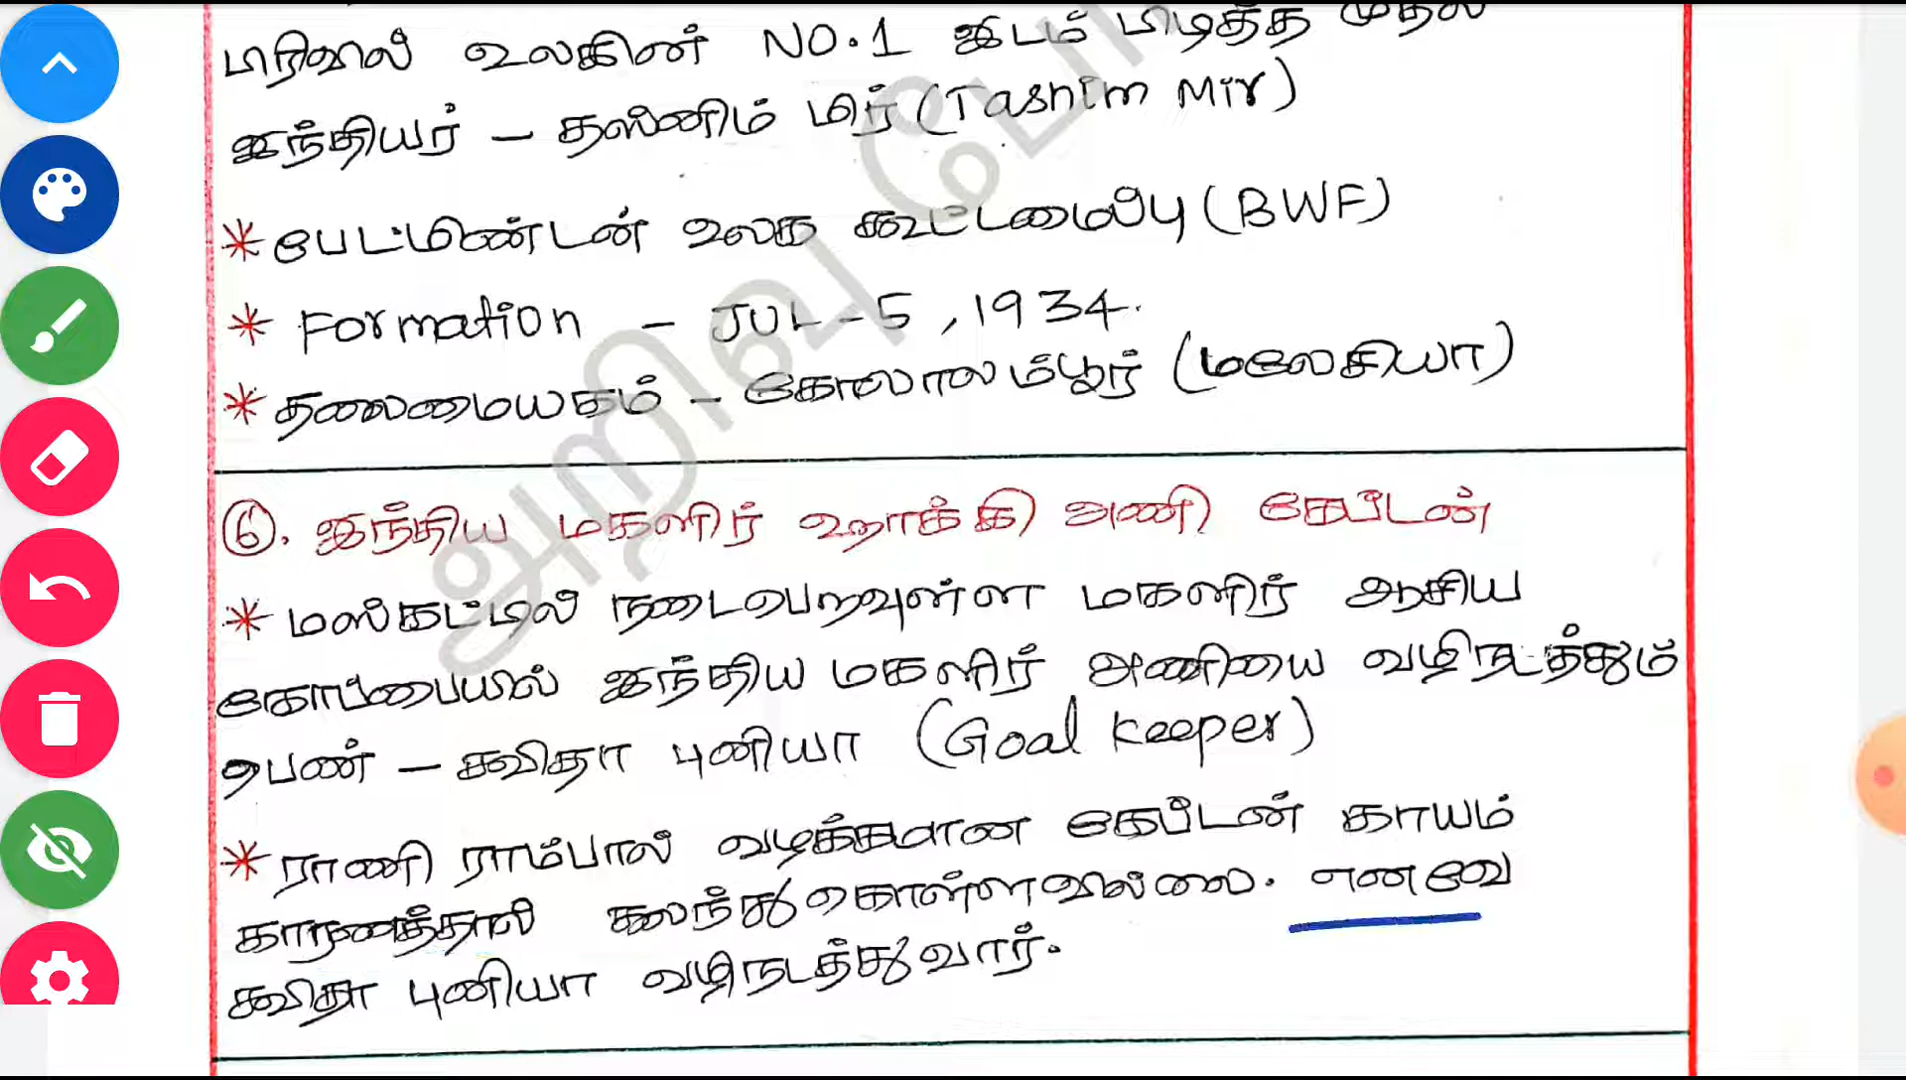 பிரிவில் உலகின் NO.1 இடம் பிடித்த முதல்
இந்தியர் – தஸ்னிம் மிர் (Tasnim Mir)
* பேட்மிண்டன் உலக கூட்டமைப்பு (BWF)
* Formation – JUL-5, 1934.
* தலைமையகம் – கோலாலம்பூர் (மலேசியா)
⑥. இந்திய மகளிர் ஹாக்கி அணி கேப்டன்
* மஸ்கட்டில் நடைபெறவுள்ள மகளிர் ஆசிய
கோப்பையில் இந்திய மகளிர் அணியை வழிநடத்தும்
பெண் – சவிதா புனியா (Goal Keeper)
* ராணி ராம்பால் வழக்கமான கேப்டன் காயம்
காரணத்தால் கலந்துகொள்ளவில்லை. எனவே
சவிதா புனியா வழிநடத்துவார்.
அறிவு போ